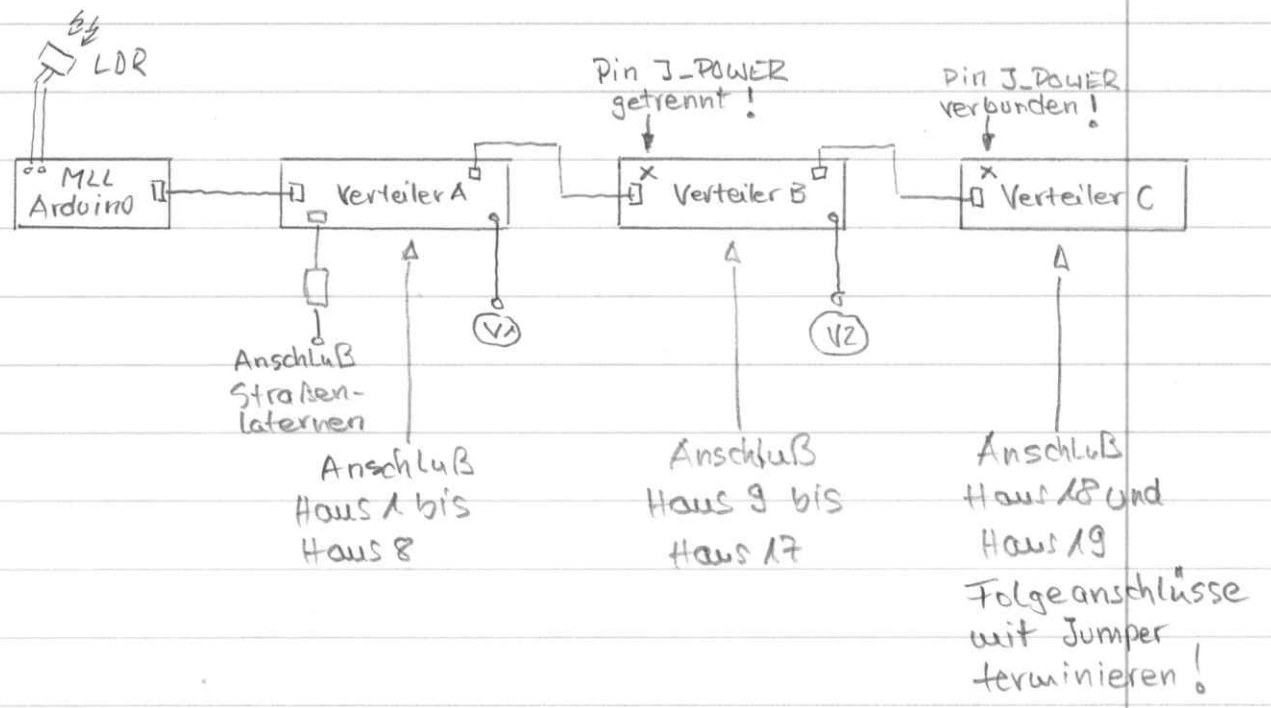 LDR
Pin J_POWER
getrennt!
Pin J_POWER
verbunden!
MLL
Arduino
Verteiler A
x
Verteiler B
x
Verteiler C
V1
V2
Anschluß
Straßen-
laternen
Anschluß
Haus 1 bis
Haus 8
Anschluß
Haus 9 bis
Haus 17
Anschluß
Haus 18 und
Haus 19
Folgeanschlüsse
mit Jumper
terminieren!